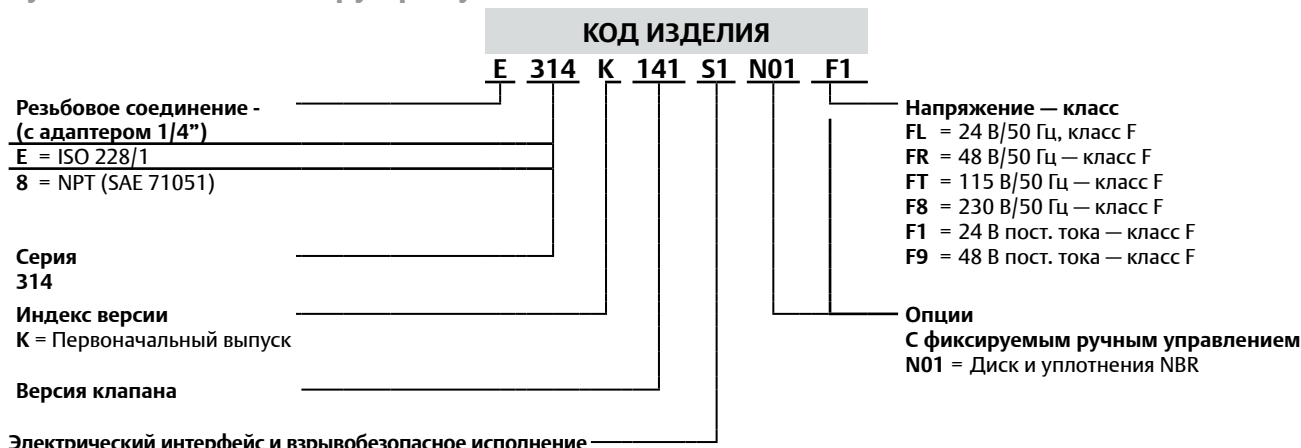 КОД ИЗДЕЛИЯ
E 314 K 141 S1 N01 F1
Резьбовое соединение -
(с адаптером 1/4”)
E = ISO 228/1
8 = NPT (SAE 71051)
Серия
314
Индекс версии
K = Первоначальный выпуск
Версия клапана
Электрический интерфейс и взрывобезопасное исполнение
Напряжение — класс
FL = 24 В/50 Гц, класс F
FR = 48 В/50 Гц — класс F
FT = 115 В/50 Гц — класс F
F8 = 230 В/50 Гц — класс F
F1 = 24 В пост. тока — класс F
F9 = 48 В пост. тока — класс F
Опции
С фиксируемым ручным управлением
N01 = Диск и уплотнения NBR